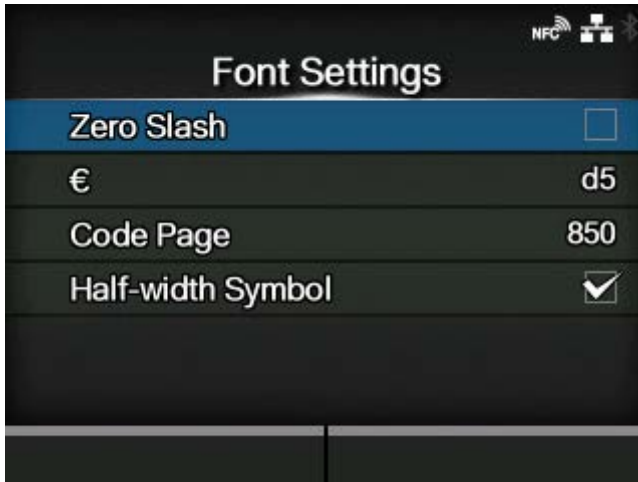 NFC
Font Settings
Zero Slash
€ d5
Code Page 850
Half-width Symbol